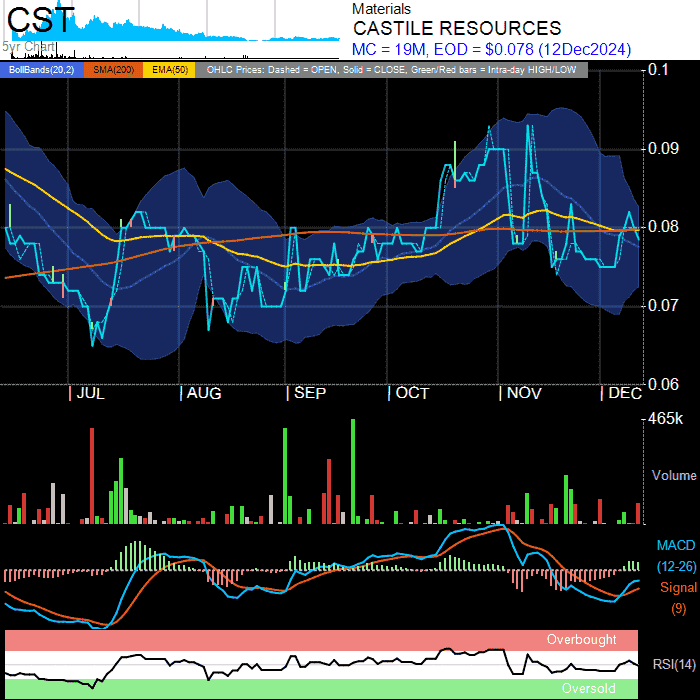 CST
5yr Chart
Materials
CASTILE RESOURCES
MC = 19M, EOD = $0.078 (12Dec2024)
BollBands(20,2) SMA(200) EMA(50) OHLC Prices: Dashed = OPEN, Solid = CLOSE, Green/Red bars = Intra-day HIGH/LOW
0.1
0.09
0.08
0.07
0.06
JUL AUG SEP OCT NOV DEC
465k
Volume
MACD
(12-26)
Signal
(9)
Overbought
RSI(14)
Oversold